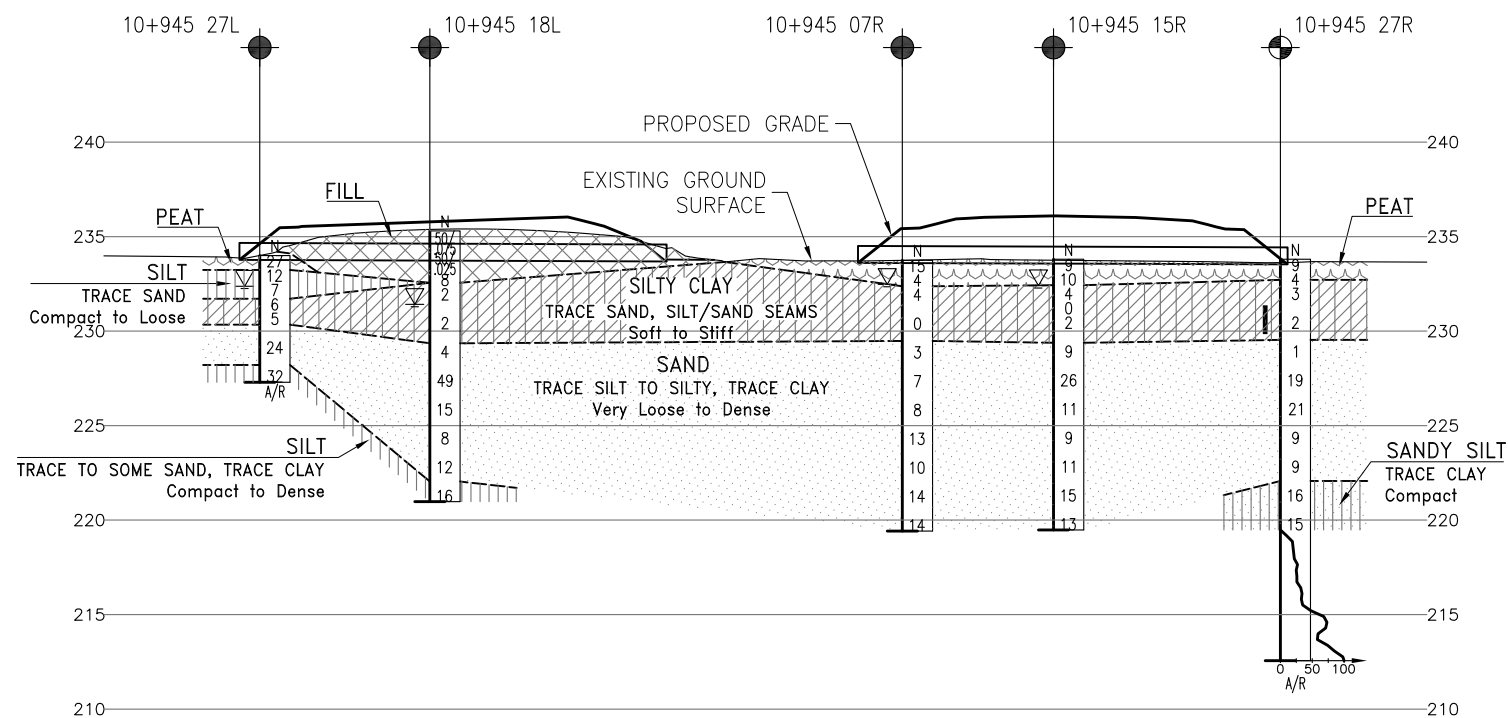 10+945 27L
10+945 18L
10+945 07R
10+945 15R
10+945 27R
PROPOSED GRADE
240
240
EXISTING GROUND
SURFACE
FILL
PEAT
PEAT
235
235
SILT
TRACE SAND
Compact to Loose
SILTY CLAY
TRACE SAND, SILT/SAND SEAMS
Soft to Stiff
230
230
SAND
TRACE SILT TO SILTY, TRACE CLAY
Very Loose to Dense
225
225
SILT
TRACE TO SOME SAND, TRACE CLAY
Compact to Dense
SANDY SILT
TRACE CLAY
Compact
220
220
215
215
210
210
N
27
12
7
6
5
24
32
A/R
N
50/
50/
.025
8
2
2
4
49
15
8
12
16
N
15
4
4
0
3
7
8
13
10
14
14
N
9
10
4
0
2
9
26
11
9
11
15
13
N
9
4
3
2
1
19
21
9
9
16
15
0 50 100
A/R